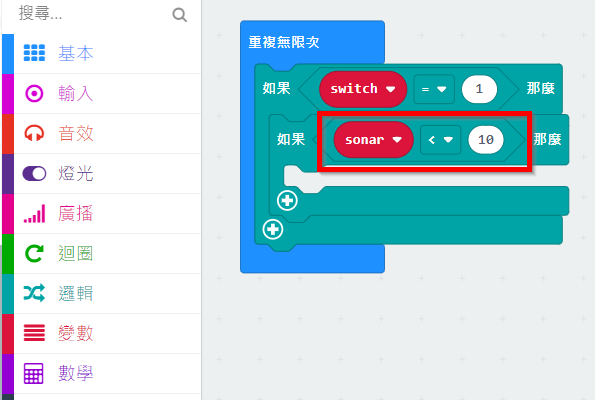 搜尋...
基本
輸入
音效
燈光
廣播
迴圈
邏輯
變數
數學
重複無限次
如果 switch = 1 那麼
如果 sonar < 10 那麼